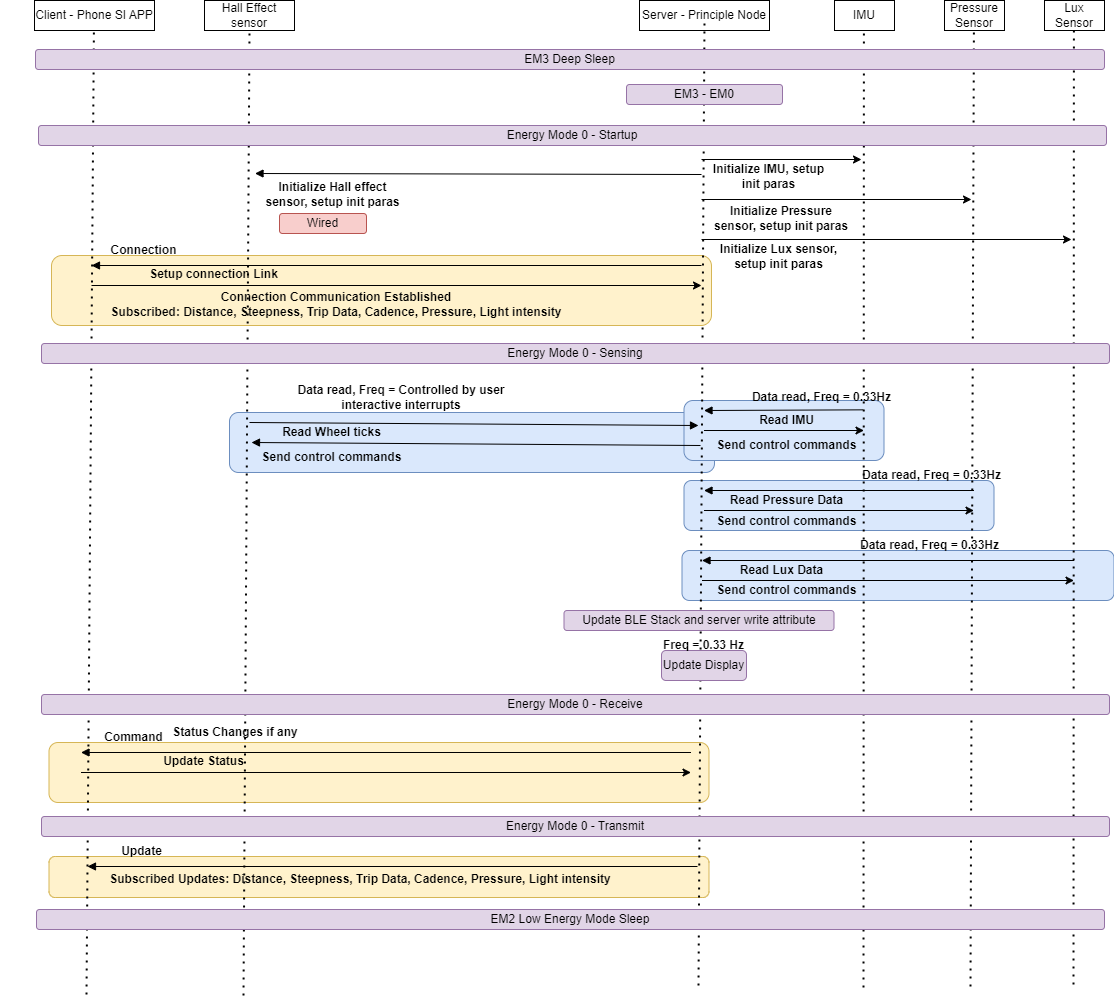 Client - Phone SI APP
Hall Effect
sensor
Server - Principle Node
IMU
Pressure
Sensor
Lux
Sensor
EM3 Deep Sleep
EM3 - EM0
Energy Mode 0 - Startup
Initialize IMU, setup
init paras
Initialize Hall effect
sensor, setup init paras
Initialize Pressure
sensor, setup init paras
Wired
Initialize Lux sensor,
setup init paras
Connection
Setup connection Link
Connection Communication Established
Subscribed: Distance, Steepness, Trip Data, Cadence, Pressure, Light intensity
Energy Mode 0 - Sensing
Data read, Freq = Controlled by user
interactive interrupts
Data read, Freq = 0.33Hz
Read IMU
Read Wheel ticks
Send control commands
Send control commands
Data read, Freq = 0.33Hz
Read Pressure Data
Send control commands
Data read, Freq = 0.33Hz
Read Lux Data
Send control commands
Update BLE Stack and server write attribute
Freq = 0.33 Hz
Update Display
Energy Mode 0 - Receive
Command
Status Changes if any
Update Status
Energy Mode 0 - Transmit
Update
Subscribed Updates: Distance, Steepness, Trip Data, Cadence, Pressure, Light intensity
EM2 Low Energy Mode Sleep